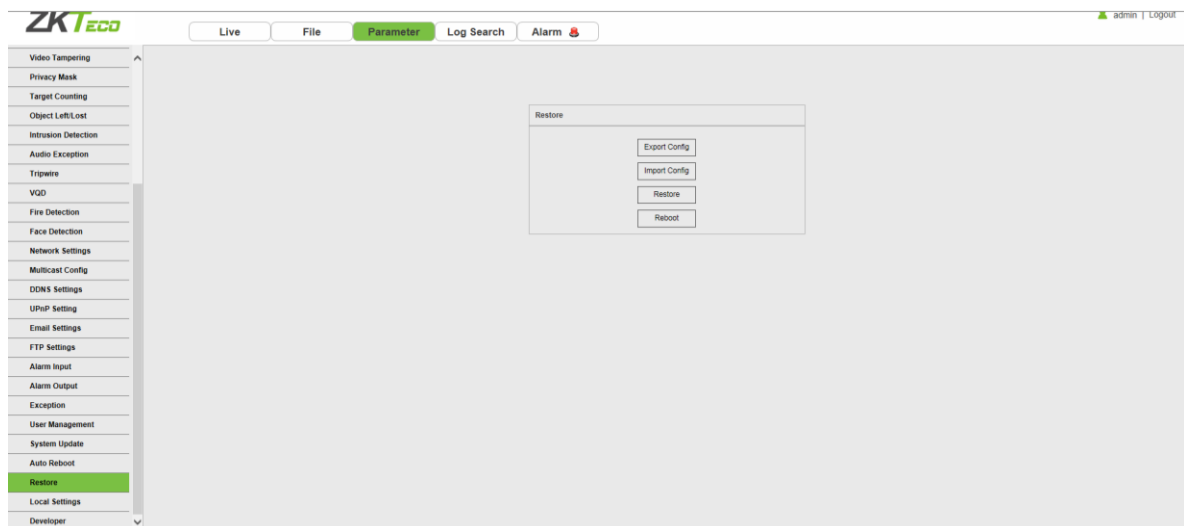 ZKTeco
admin | Logout
Live
File
Parameter
Log Search
Alarm
Video Tampering
Privacy Mask
Target Counting
Object Left/Lost
Intrusion Detection
Audio Exception
Tripwire
VQD
Fire Detection
Face Detection
Network Settings
Multicast Config
DDNS Settings
UPnP Setting
Email Settings
FTP Settings
Alarm Input
Alarm Output
Exception
User Management
System Update
Auto Reboot
Restore
Local Settings
Developer
Restore
Export Config
Import Config
Restore
Reboot